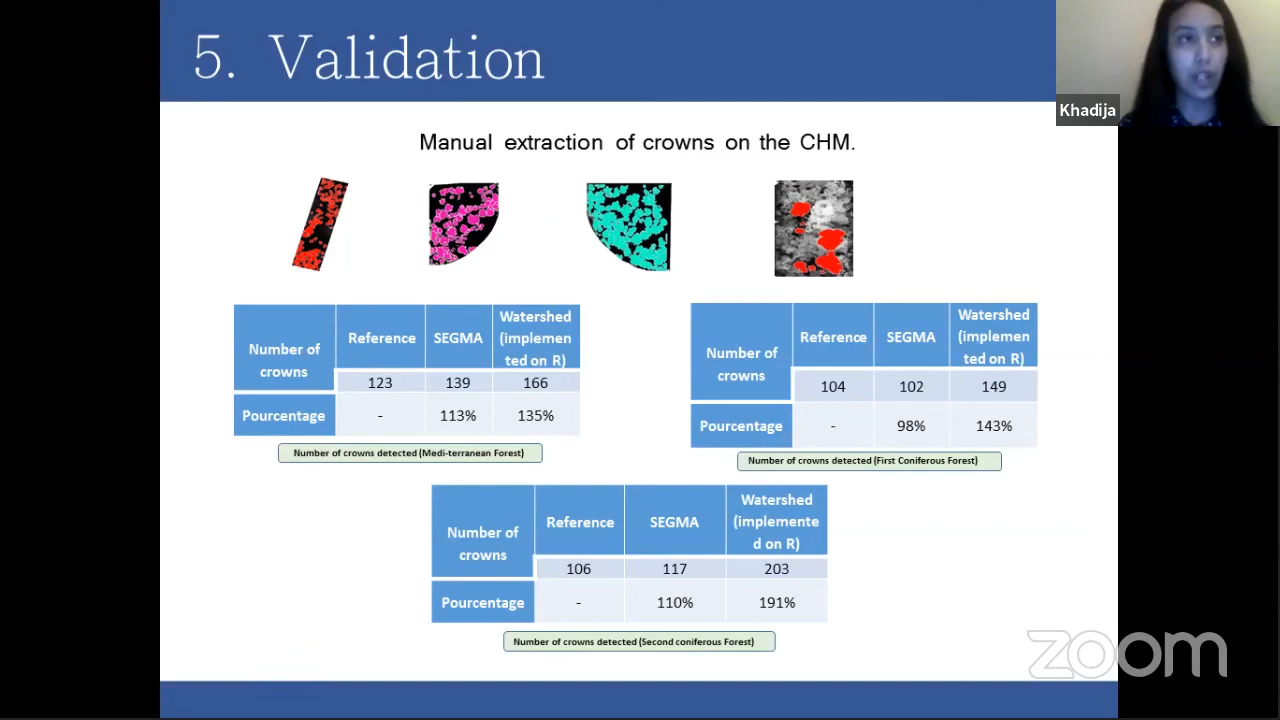 5. Validation
Khadija
Manual extraction of crowns on the CHM.
Number of
crowns
Reference
SEGMA
Watershed
(implemen
ted on R)
123
139
166
Pourcentage
-
113%
135%
Number of crowns detected (Medi-terranean Forest)
Number of
crowns
Reference
SEGMA
Watershed
(implemen
ted on R)
104
102
149
Pourcentage
-
98%
143%
Number of crowns detected (First Coniferous Forest)
Number of
crowns
Reference
SEGMA
Watershed
(implemente
d on R)
106
117
203
Pourcentage
-
110%
191%
Number of crowns detected (Second coniferous Forest)
zoom